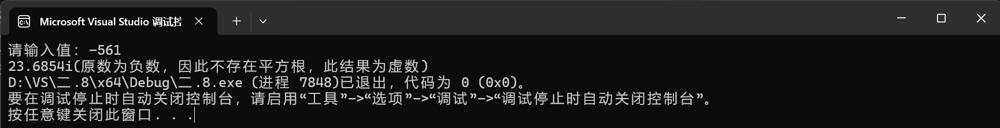 Microsoft Visual Studio 调试控
请输入值：-561
23.6854i(原数为负数，因此不存在平方根，此结果为虚数)
D:\VS\二.8\x64\Debug\二.8.exe (进程 7848)已退出，代码为 0 (0x0)。
要在调试停止时自动关闭控制台，请启用“工具”->“选项”->“调试”->“调试停止时自动关闭控制台”。
按任意键关闭此窗口. . .